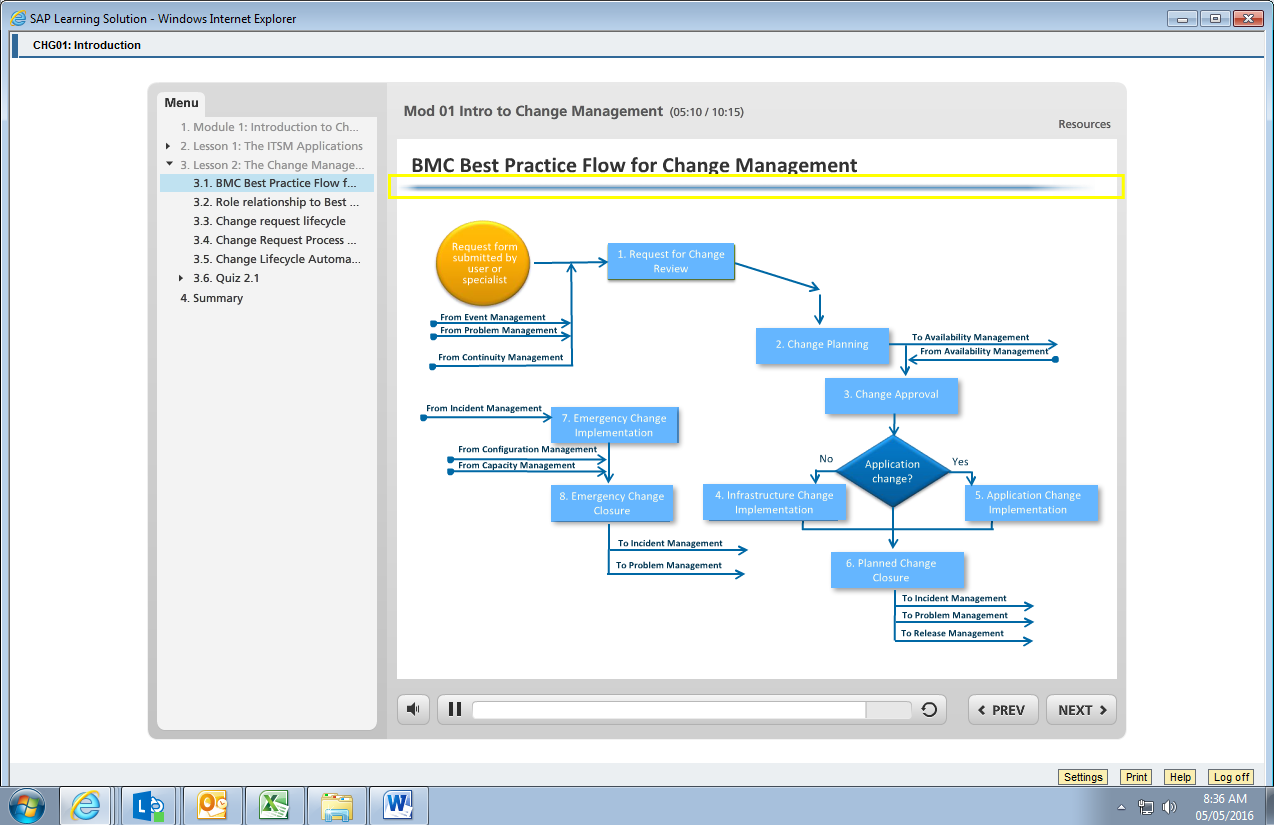 SAP Learning Solution - Windows Internet Explorer
CHG01: Introduction
Menu
1. Module 1: Introduction to Ch...
2. Lesson 1: The ITSM Applications
3. Lesson 2: The Change Manage...
3.1. BMC Best Practice Flow f...
3.2. Role relationship to Best ...
3.3. Change request lifecycle
3.4. Change Request Process ...
3.5. Change Lifecycle Automa...
3.6. Quiz 2.1
4. Summary
Mod 01 Intro to Change Management (05:10 / 10:15)
Resources
BMC Best Practice Flow for Change Management
Request form
submitted by
user or
specialist
1. Request for Change
Review
From Event Management
From Problem Management
From Continuity Management
2. Change Planning
To Availability Management
From Availability Management
3. Change Approval
From Incident Management
7. Emergency Change
Implementation
From Configuration Management
From Capacity Management
8. Emergency Change
Closure
To Incident Management
To Problem Management
Application
change?
No
Yes
4. Infrastructure Change
Implementation
5. Application Change
Implementation
6. Planned Change
Closure
To Incident Management
To Problem Management
To Release Management
PREV
NEXT
Settings
Print
Help
Log off
8:36 AM
05/05/2016